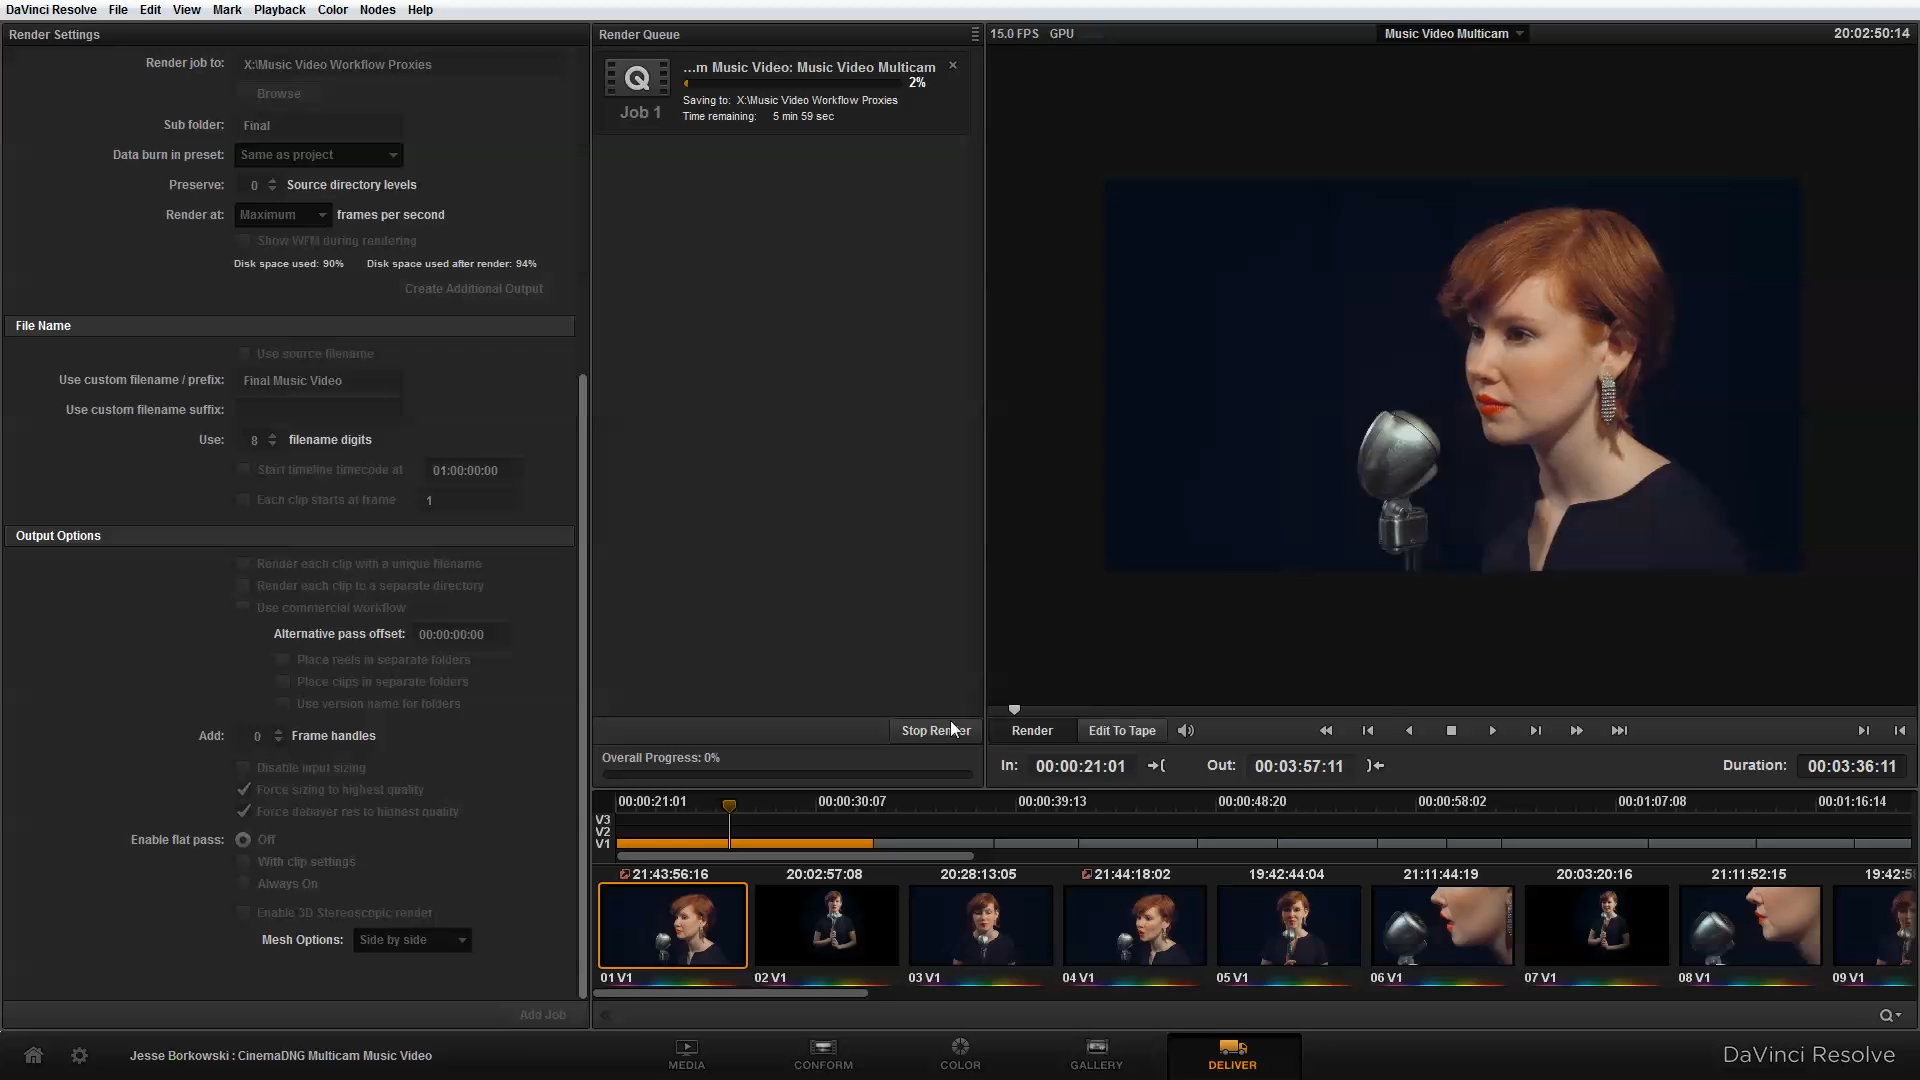 DaVinci Resolve File Edit View Mark Playback Color Nodes Help
Render Settings
Render job to: X:\Music Video Workflow Proxies
Browse
Sub folder: Final
Data burn in preset: Same as project
Preserve: 0 Source directory levels
Render at: Maximum frames per second
Show WFM during rendering
Disk space used: 90% Disk space used after render: 94%
Create Additional Output
File Name
Use source filename
Use custom filename / prefix: Final Music Video
Use custom filename suffix:
Use: 8 filename digits
Start timeline timecode at 01:00:00:00
Each clip starts at frame 1
Output Options
Render each clip with a unique filename
Render each clip to a separate directory
Use commercial workflow
Alternative pass offset: 00:00:00:00
Place reels in separate folders
Place clips in separate folders
Use version name for folders
Add: 0 Frame handles
Disable input sizing
Force sizing to highest quality
Force debayer res to highest quality
Enable flat pass: Off
With clip settings
Always On
Enable 3D Stereoscopic render
Mesh Options: Side by side
Add Job
Render Queue
...m Music Video: Music Video Multicam
2%
Saving to: X:\Music Video Workflow Proxies
Job 1
Time remaining: 5 min 59 sec
Stop Render
Overall Progress: 0%
15.0 FPS GPU Music Video Multicam 20:02:50:14
Render Edit To Tape
In: 00:00:21:01 Out: 00:03:57:11 Duration: 00:03:36:11
00:00:21:01 00:00:30:07 00:00:39:13 00:00:48:20 00:00:58:02 00:01:07:08 00:01:16:14
V3
V2
V1
21:43:56:16 20:02:57:08 20:28:13:05 21:44:18:02 19:42:44:04 21:11:44:19 20:03:20:16 21:11:52:15 19:42:5
01 V1 02 V1 03 V1 04 V1 05 V1 06 V1 07 V1 08 V1 09 V1
Jesse Borkowski : CinemaDNG Multicam Music Video
MEDIA CONFORM COLOR GALLERY DELIVER
DaVinci Resolve